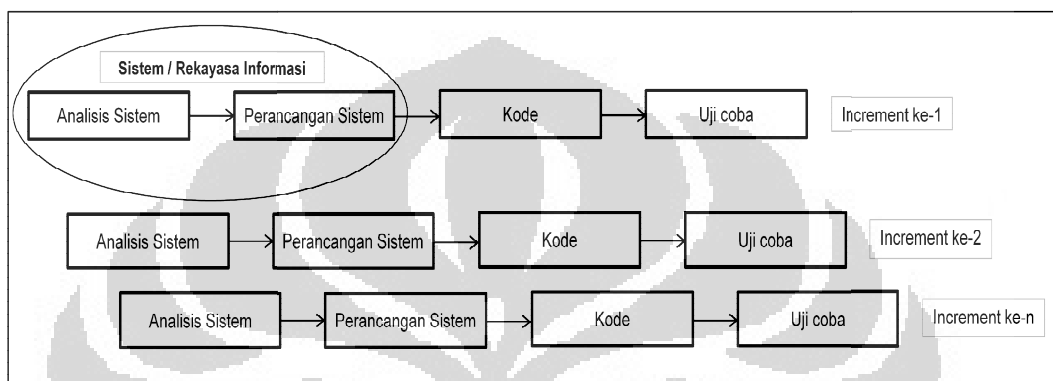 Sistem / Rekayasa Informasi
Analisis Sistem Perancangan Sistem Kode Uji coba Increment ke-1
Analisis Sistem Perancangan Sistem Kode Uji coba Increment ke-2
Analisis Sistem Perancangan Sistem Kode Uji coba Increment ke-n